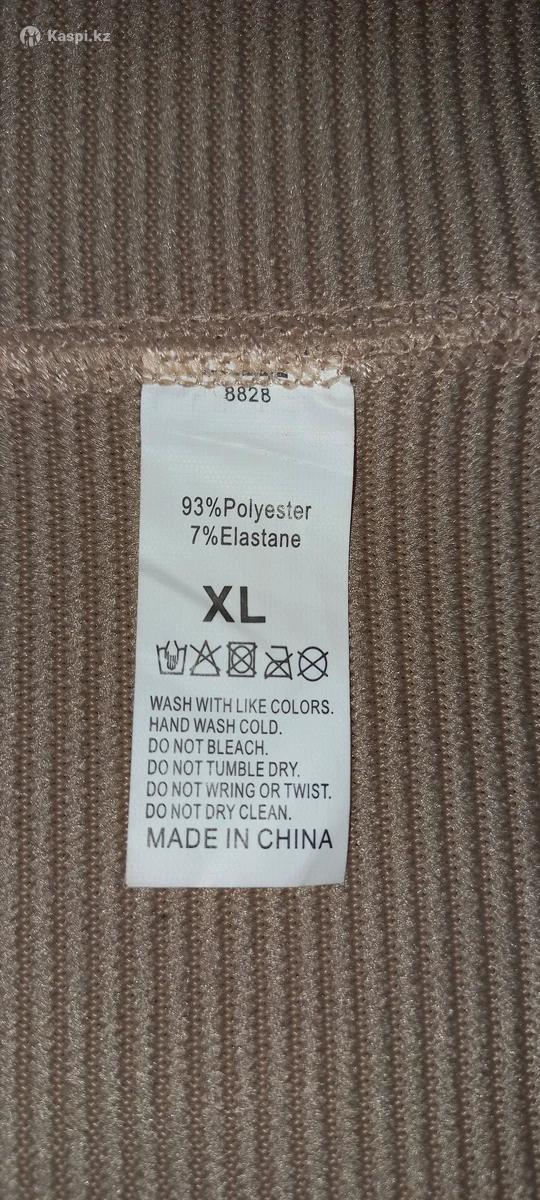 Kaspi.kz
8828
93%Polyester
7%Elastane
XL
WASH WITH LIKE COLORS.
HAND WASH COLD.
DO NOT BLEACH.
DO NOT TUMBLE DRY.
DO NOT WRING OR TWIST.
DO NOT DRY CLEAN.
MADE IN CHINA